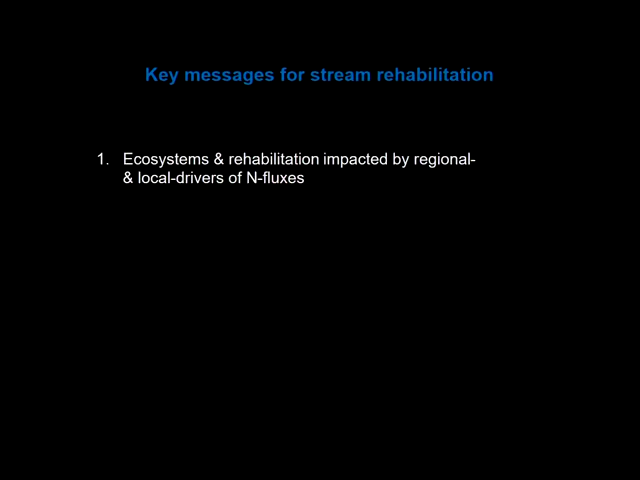 Key messages for stream rehabilitation
1. Ecosystems & rehabilitation impacted by regional-
& local-drivers of N-fluxes